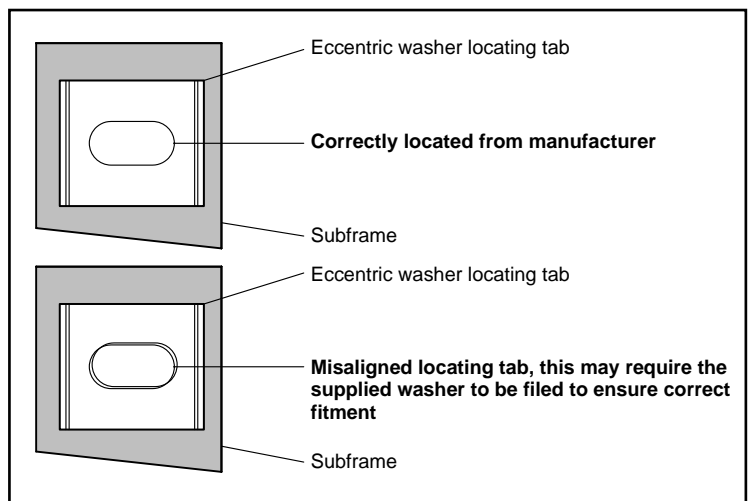 Eccentric washer locating tab
Correctly located from manufacturer
Subframe
Eccentric washer locating tab
Misaligned locating tab, this may require the
supplied washer to be filed to ensure correct
fitment
Subframe